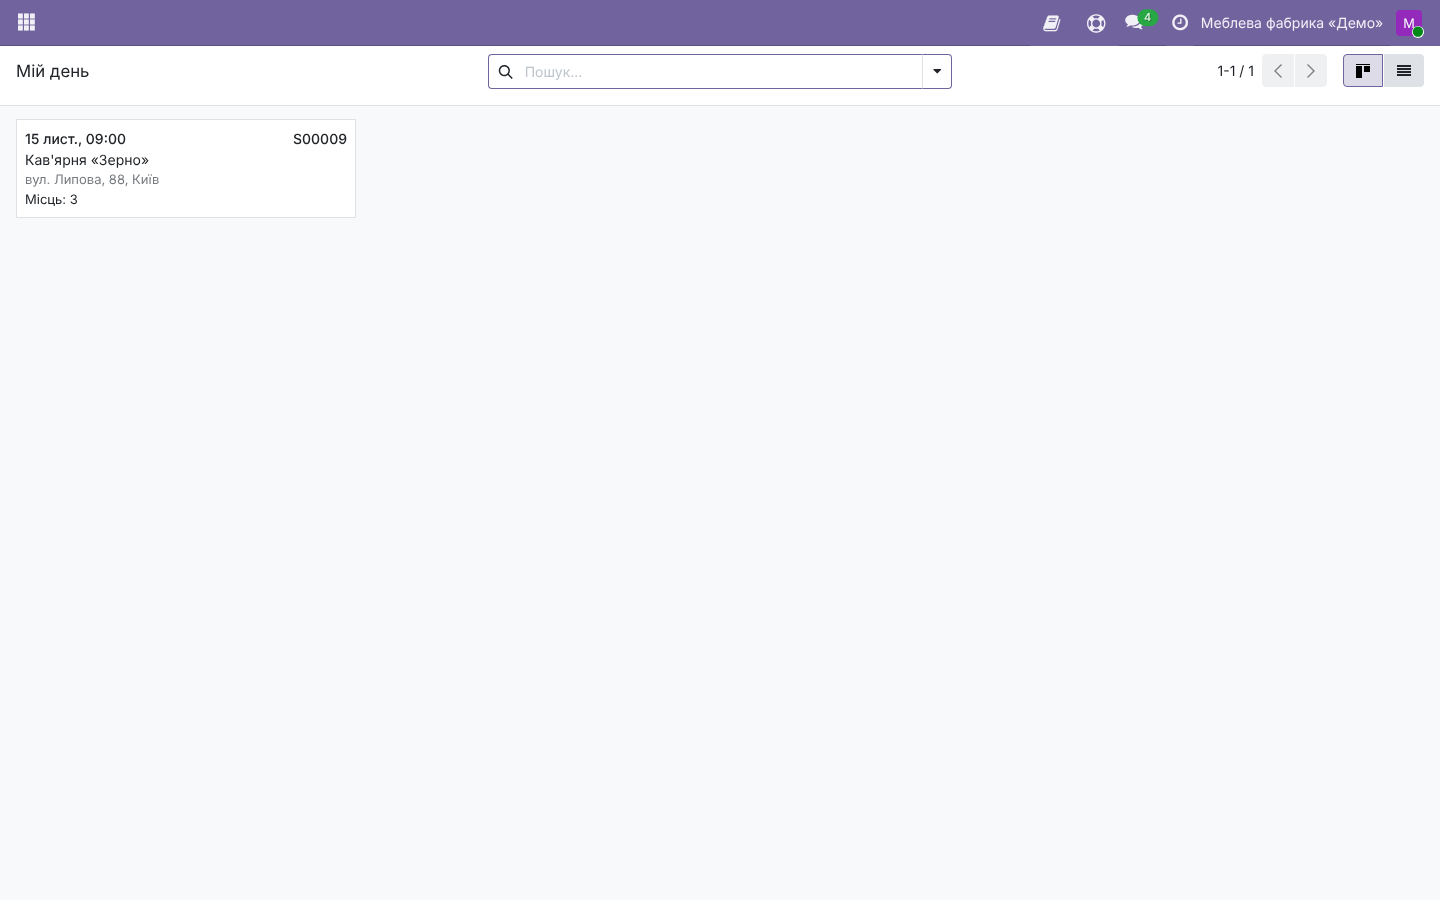 4
Меблева фабрика «Демо»
M
Мій день
Пошук...
1-1 / 1
15 лист., 09:00
S00009
Кав'ярня «Зерно»
вул. Липова, 88, Київ
Місць: 3